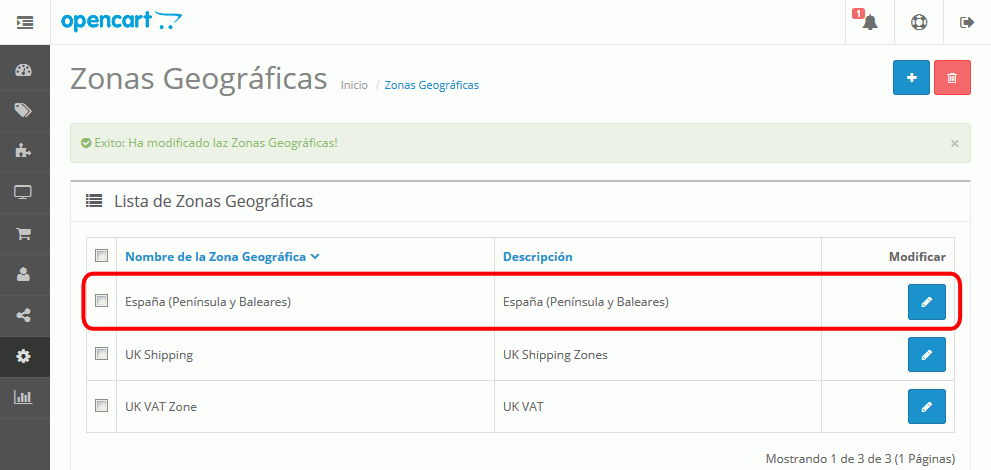 opencart
1
Zonas Geográficas Inicio / Zonas Geográficas
Exito: Ha modificado laz Zonas Geográficas! ×
Lista de Zonas Geográficas
Nombre de la Zona Geográfica Descripción Modificar
España (Península y Baleares) España (Península y Baleares)
UK Shipping UK Shipping Zones
UK VAT Zone UK VAT
Mostrando 1 de 3 de 3 (1 Páginas)